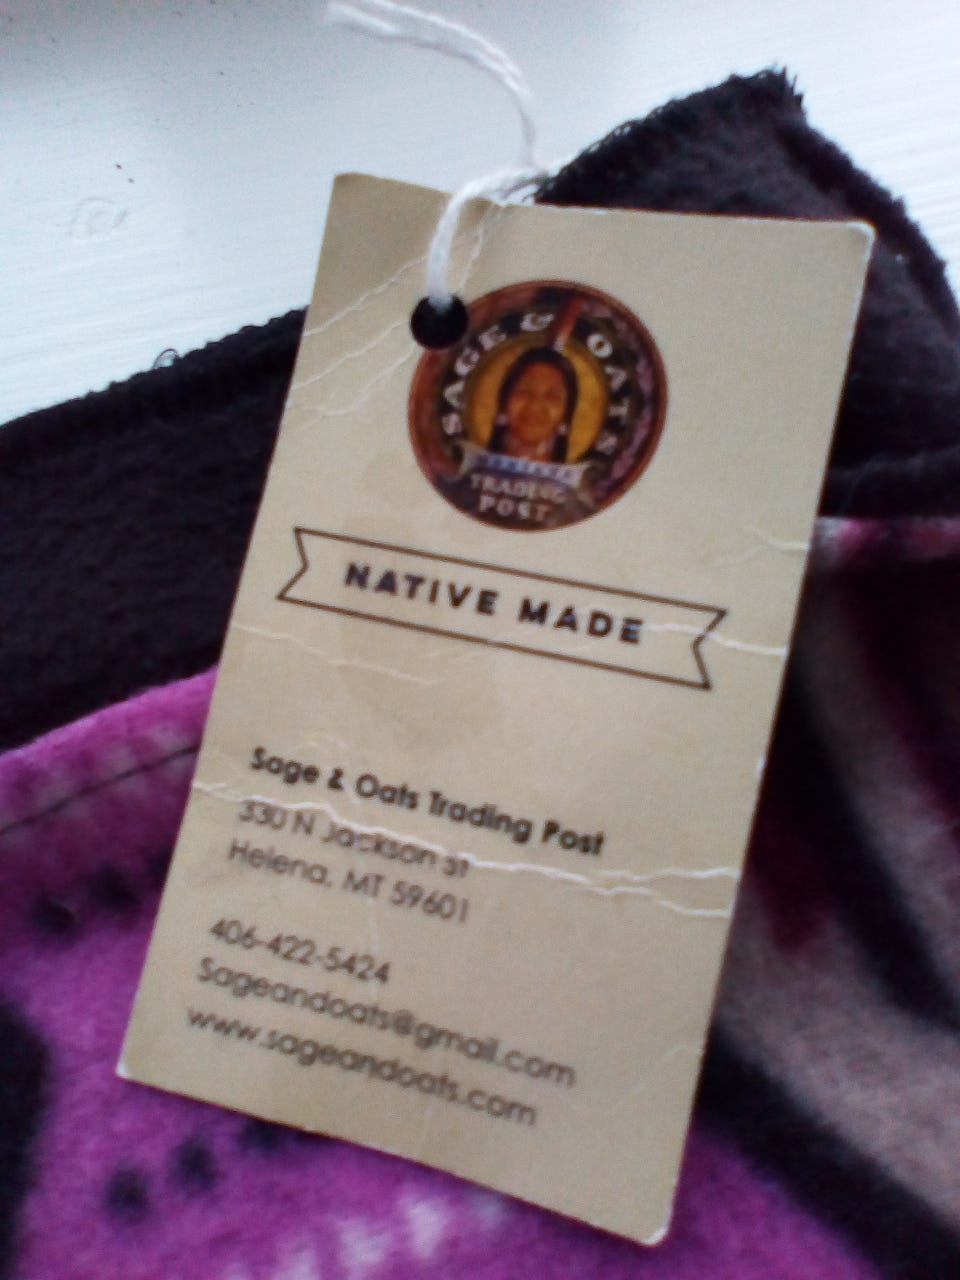 SAGE & OATS
TRADING
POST
NATIVE MADE
Sage & Oats Trading Post
330 N Jackson St
Helena, MT 59601
406-422-5424
Sageandoats@gmail.com
www.sageandoats.com